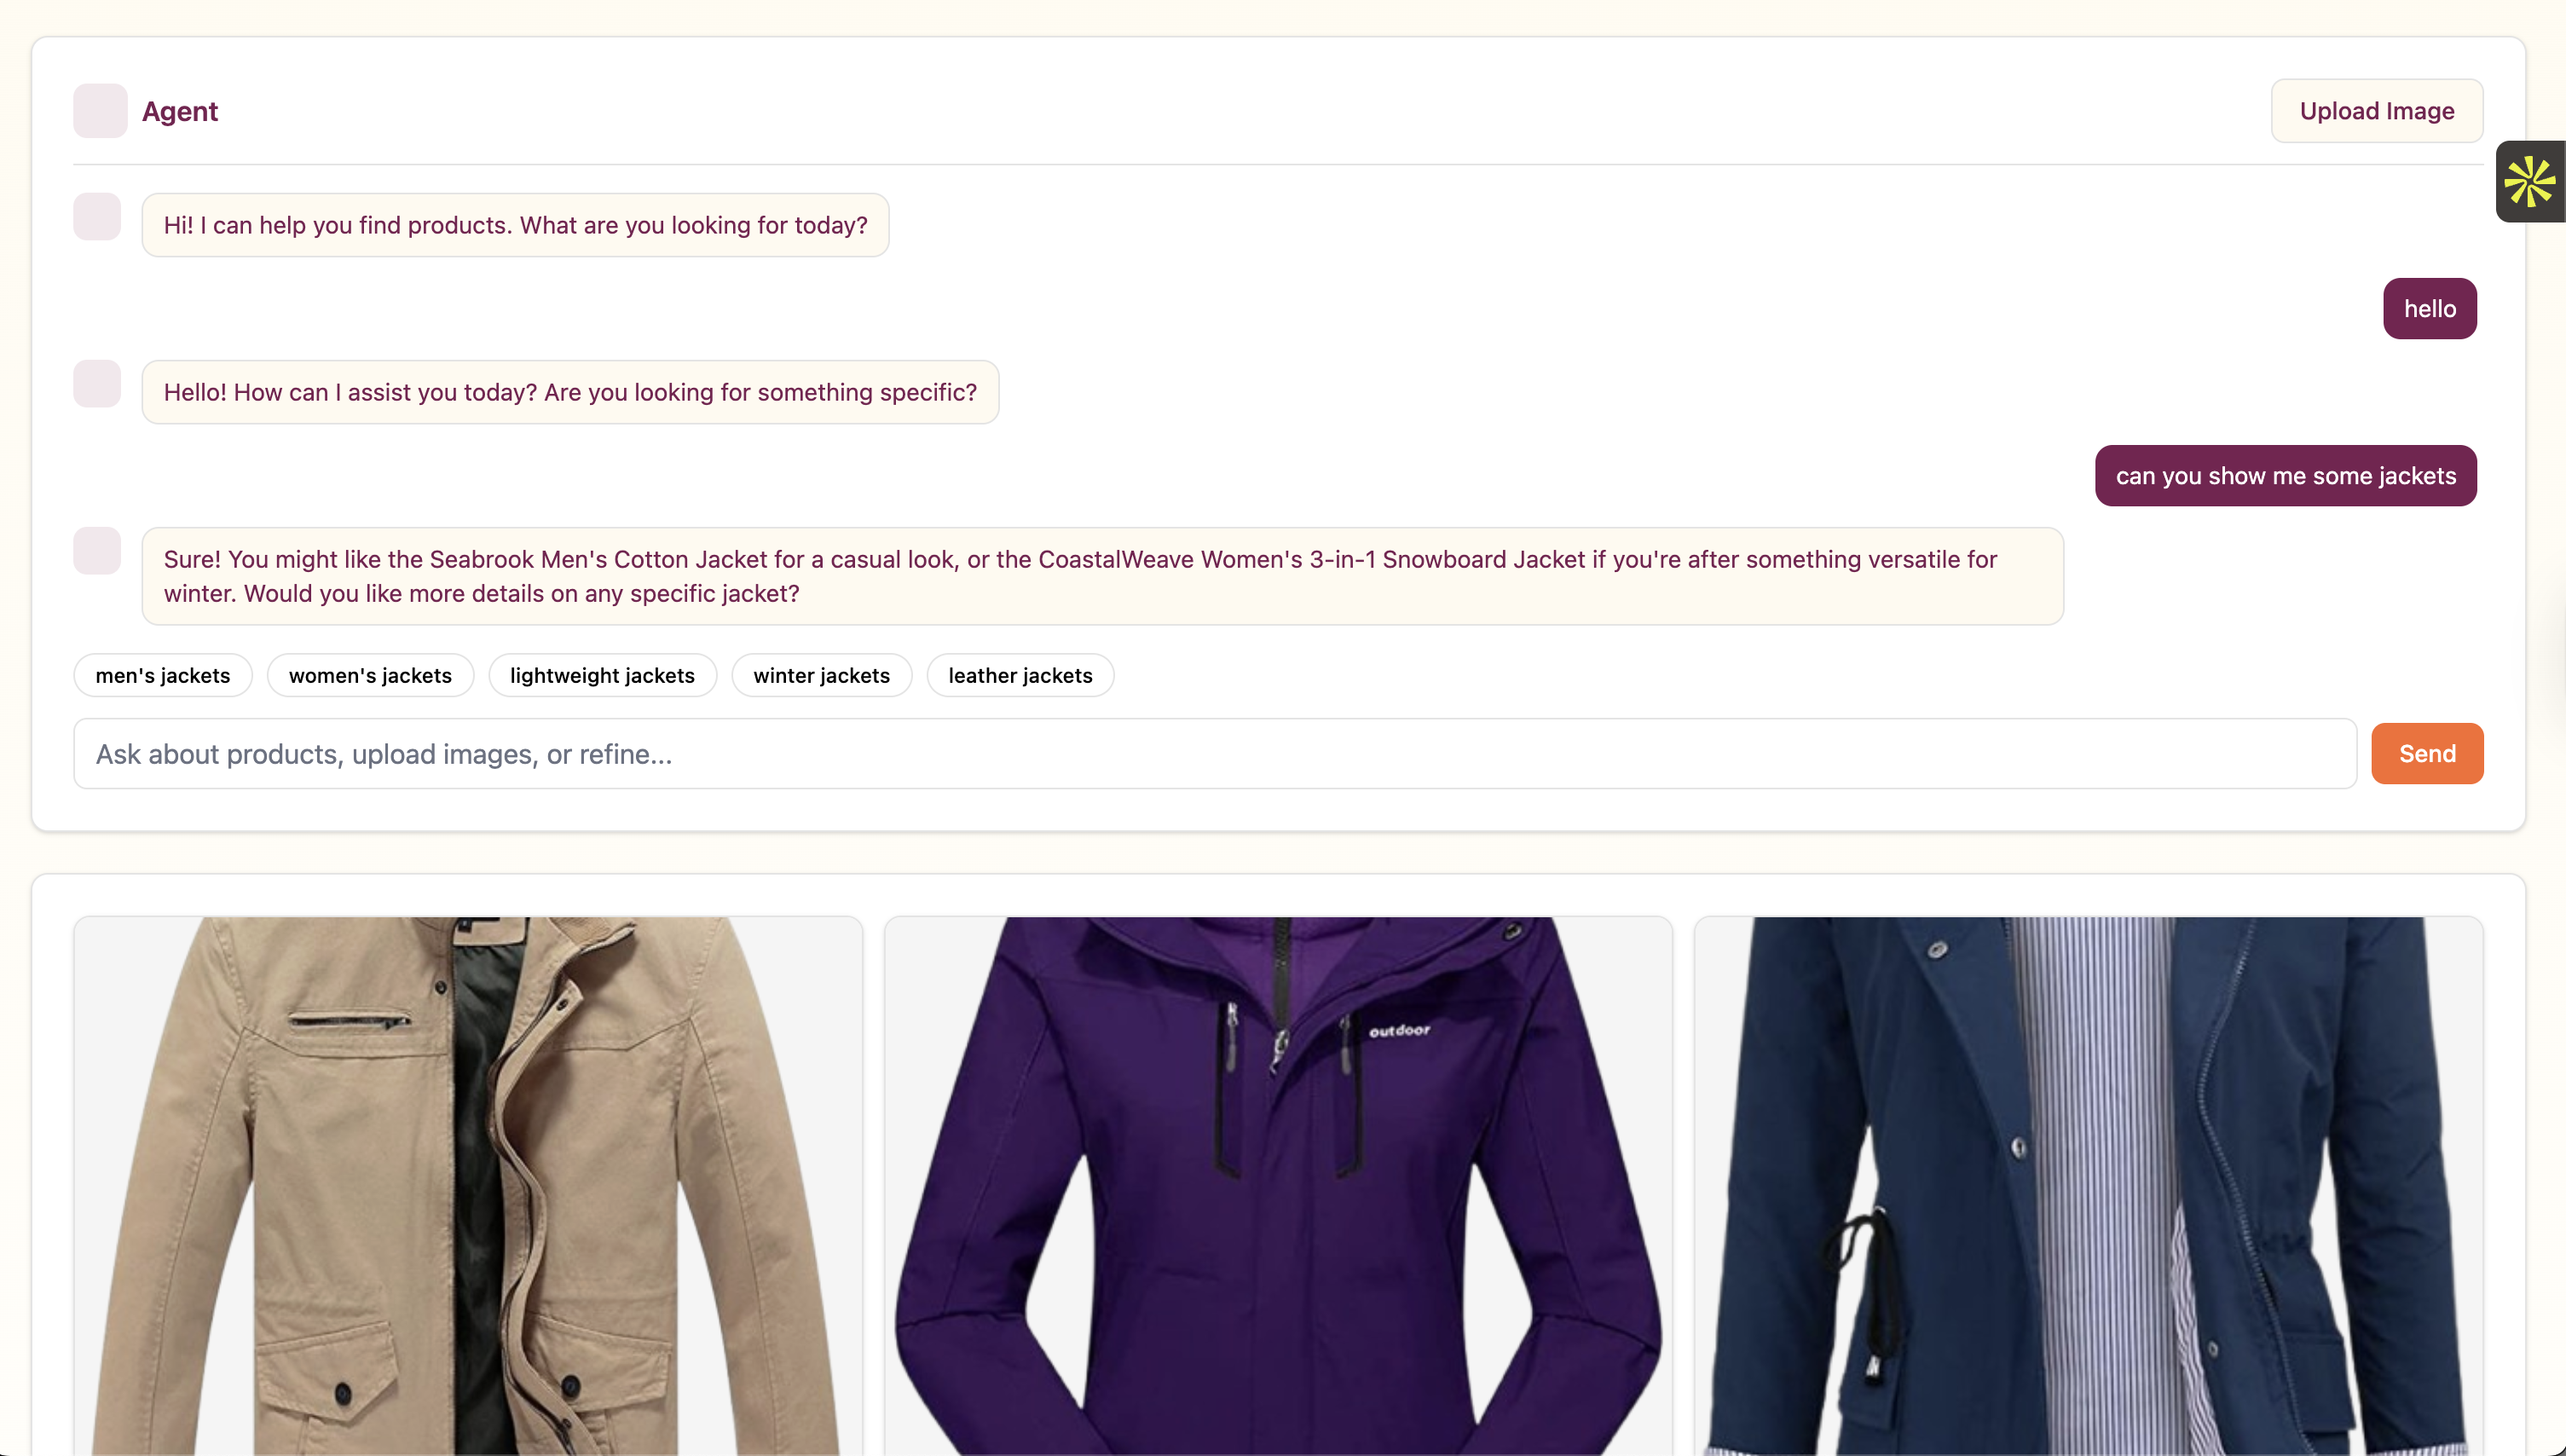 Agent
Upload Image
Hi! I can help you find products. What are you looking for today?
hello
Hello! How can I assist you today? Are you looking for something specific?
can you show me some jackets
Sure! You might like the Seabrook Men's Cotton Jacket for a casual look, or the CoastalWeave Women's 3-in-1 Snowboard Jacket if you're after something versatile for
winter. Would you like more details on any specific jacket?
men's jackets
women's jackets
lightweight jackets
winter jackets
leather jackets
Ask about products, upload images, or refine...
Send
outdoor